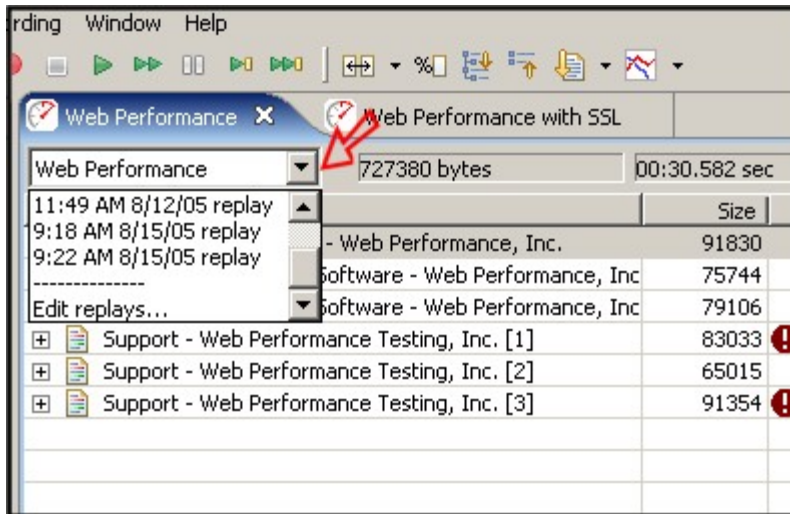 rding Window Help
Web Performance
Web Performance with SSL
Web Performance
727380 bytes
00:30.582 sec
Size
11:49 AM 8/12/05 replay
9:18 AM 8/15/05 replay
9:22 AM 8/15/05 replay
--------------
Edit replays...
- Web Performance, Inc. 91830
Software - Web Performance, Inc 75744
Software - Web Performance, Inc 79106
Support - Web Performance Testing, Inc. [1] 83033
Support - Web Performance Testing, Inc. [2] 65015
Support - Web Performance Testing, Inc. [3] 91354